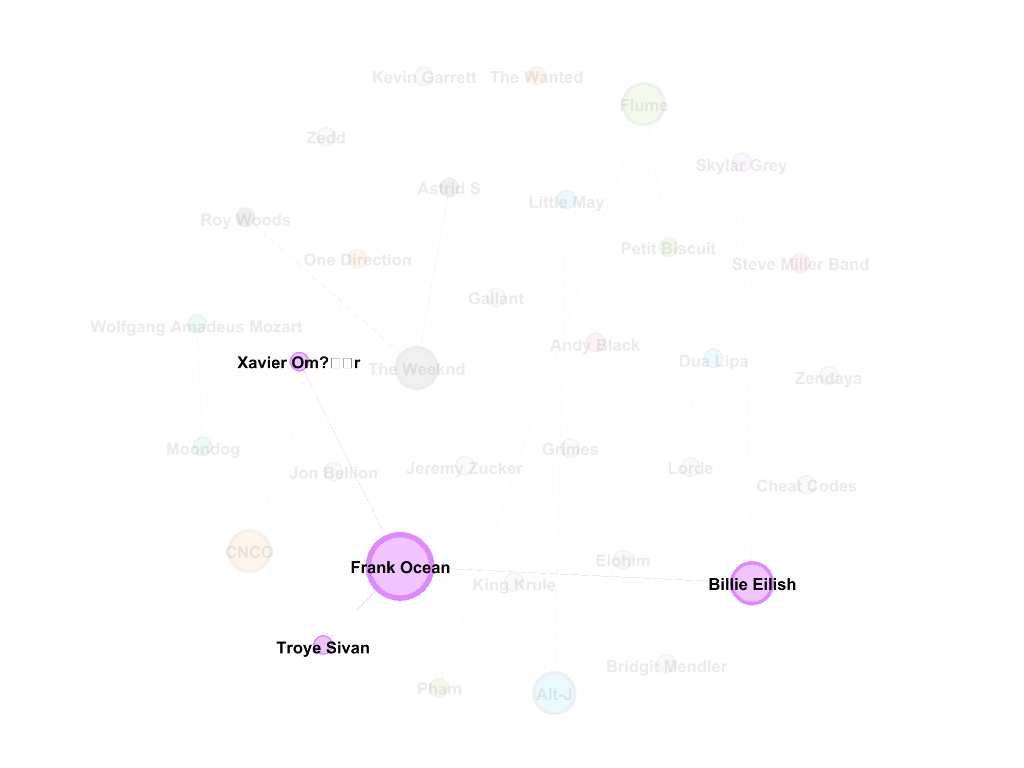 Kevin Garrett
The Wanted
Flume
Zedd
Skylar Grey
Astrid S
Little May
Roy Woods
Petit Biscuit
One Direction
Steve Miller Band
Gallant
Wolfgang Amadeus Mozart
Andy Black
Xavier Om?□□r
The Weeknd
Dua Lipa
Zendaya
Moondog
Grimes
Jon Bellion
Jeremy Zucker
Lorde
Cheat Codes
CNCO
Elohim
Frank Ocean
King Krule
Billie Eilish
Troye Sivan
Bridgit Mendler
Pham
Alt-J